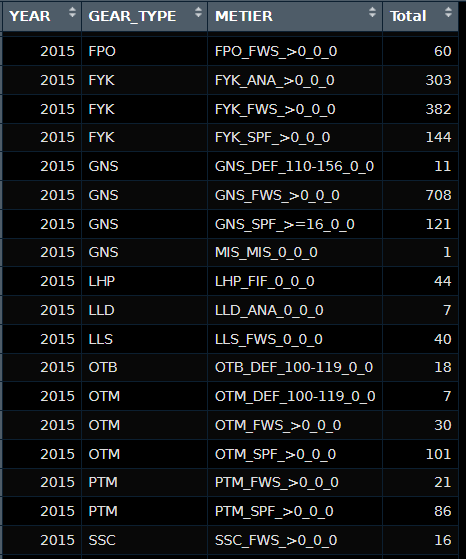 YEAR GEAR_TYPE METIER Total
2015 FPO FPO_FWS_>0_0_0 60
2015 FYK FYK_ANA_>0_0_0 303
2015 FYK FYK_FWS_>0_0_0 382
2015 FYK FYK_SPF_>0_0_0 144
2015 GNS GNS_DEF_110-156_0_0 11
2015 GNS GNS_FWS_>0_0_0 708
2015 GNS GNS_SPF_>=16_0_0 121
2015 GNS MIS_MIS_0_0_0 1
2015 LHP LHP_FIF_0_0_0 44
2015 LLD LLD_ANA_0_0_0 7
2015 LLS LLS_FWS_0_0_0 40
2015 OTB OTB_DEF_100-119_0_0 18
2015 OTM OTM_DEF_100-119_0_0 7
2015 OTM OTM_FWS_>0_0_0 30
2015 OTM OTM_SPF_>0_0_0 101
2015 PTM PTM_FWS_>0_0_0 21
2015 PTM PTM_SPF_>0_0_0 86
2015 SSC SSC_FWS_>0_0_0 16